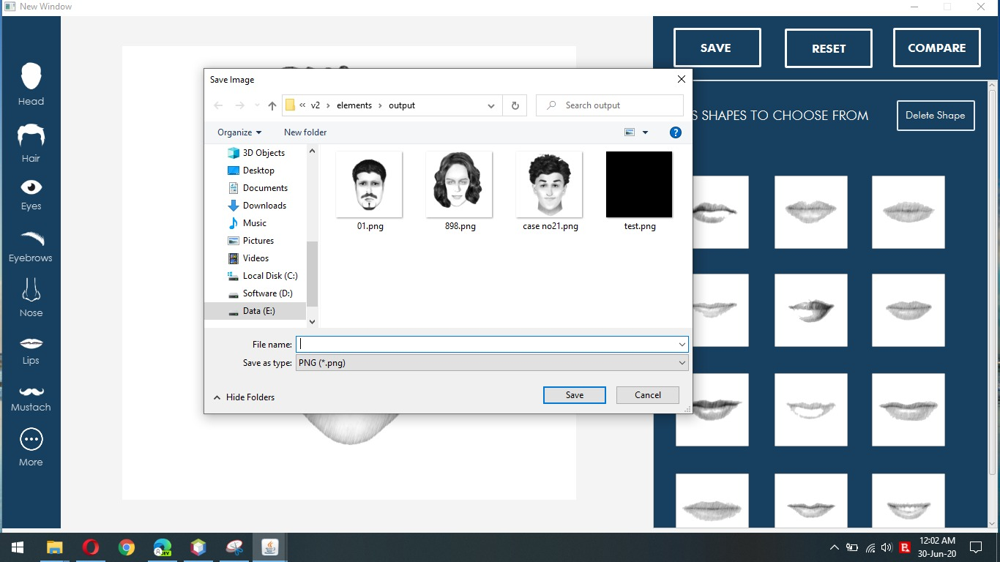 New Window
Head
Hair
Eyes
Eyebrows
Nose
Lips
Mustach
More
SAVE
RESET
COMPARE
S SHAPES TO CHOOSE FROM
Delete Shape
Save Image
« v2 › elements › output
Search output
Organize
New folder
?
3D Objects
Desktop
Documents
Downloads
Music
Pictures
Videos
Local Disk (C:)
Software (D:)
Data (E:)
01.png
898.png
case no21.png
test.png
File name:
Save as type: PNG (*.png)
Hide Folders
Save
Cancel
JEV
B
12:02 AM
30-Jun-20